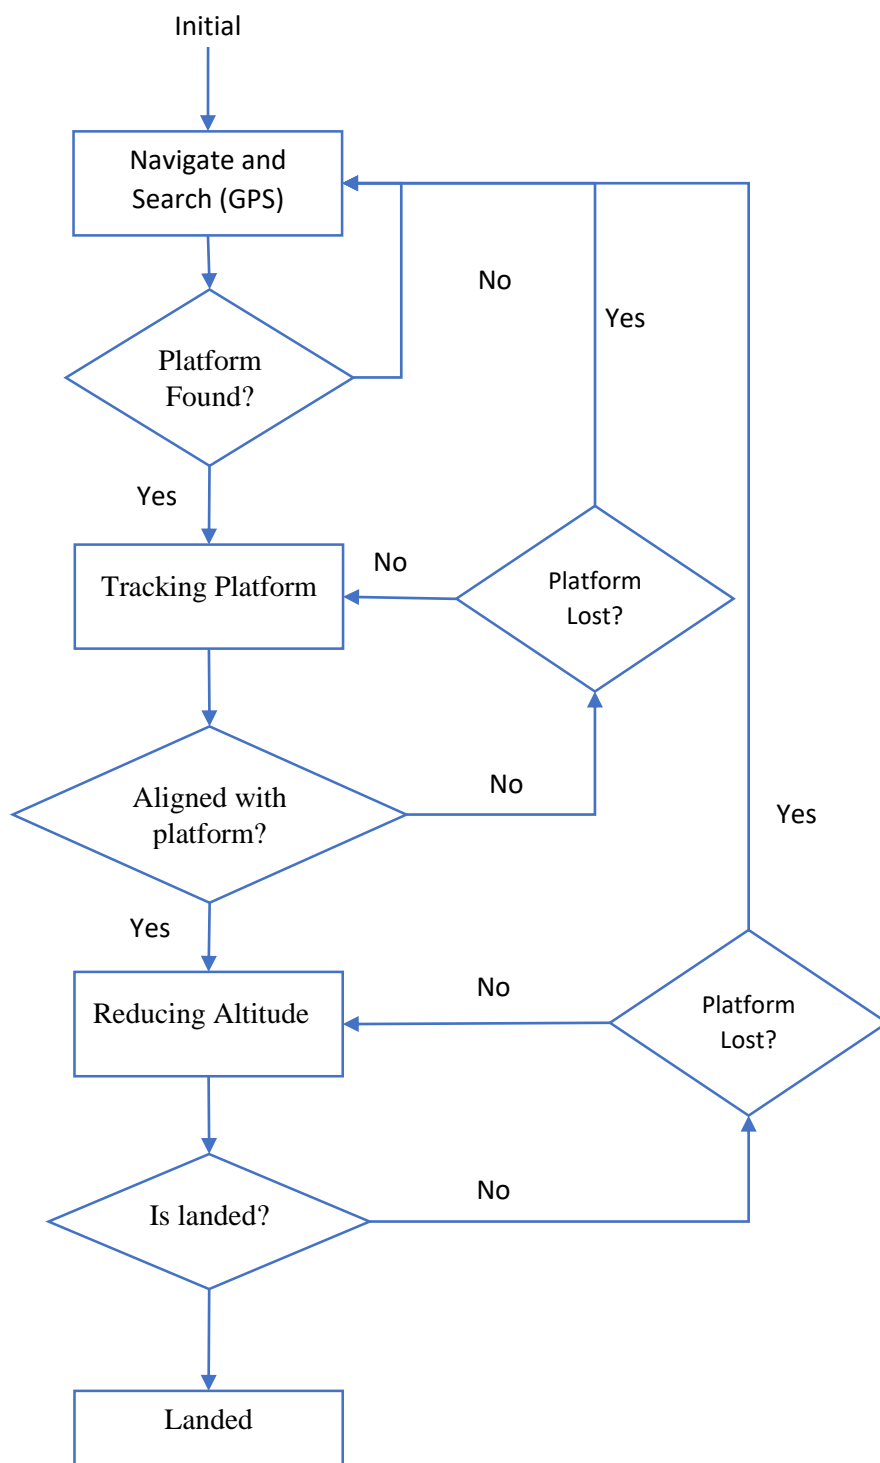 Initial
Navigate and
Search (GPS)
No
Yes
Platform
Found?
Yes
No
Tracking Platform
Platform
Lost?
No
Aligned with
platform?
Yes
Yes
No
Reducing Altitude
Platform
Lost?
No
Is landed?
Landed